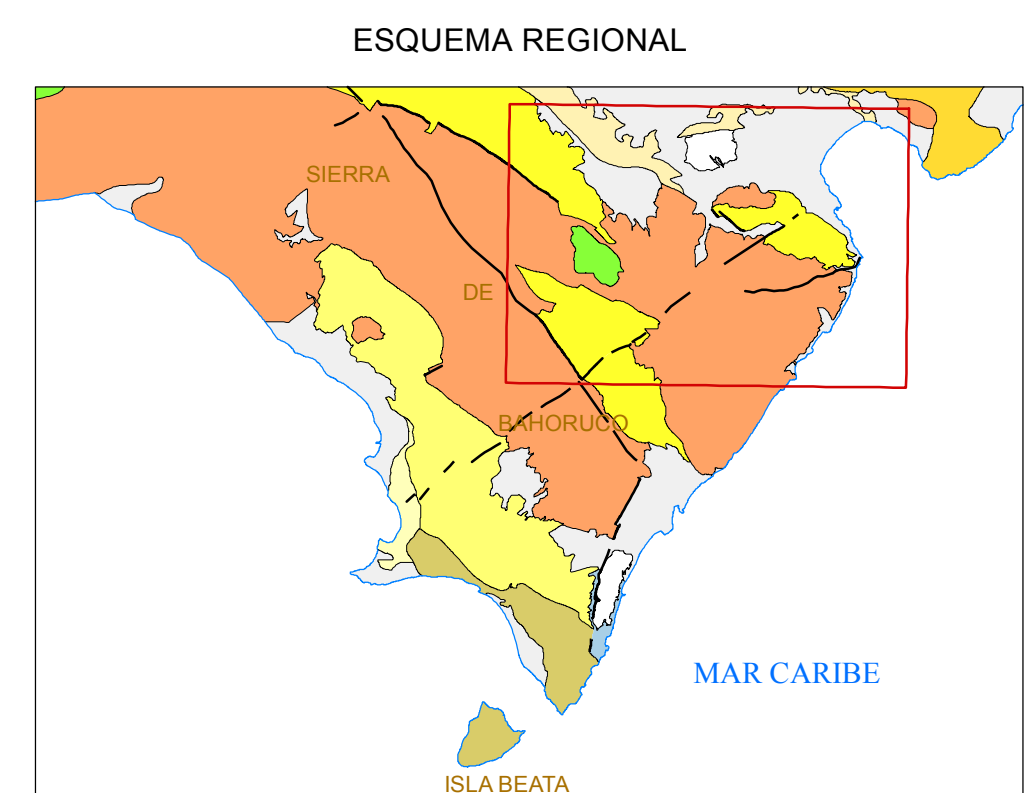 ESQUEMA REGIONAL
SIERRA
DE
BAHORUCO
MAR CARIBE
ISLA BEATA